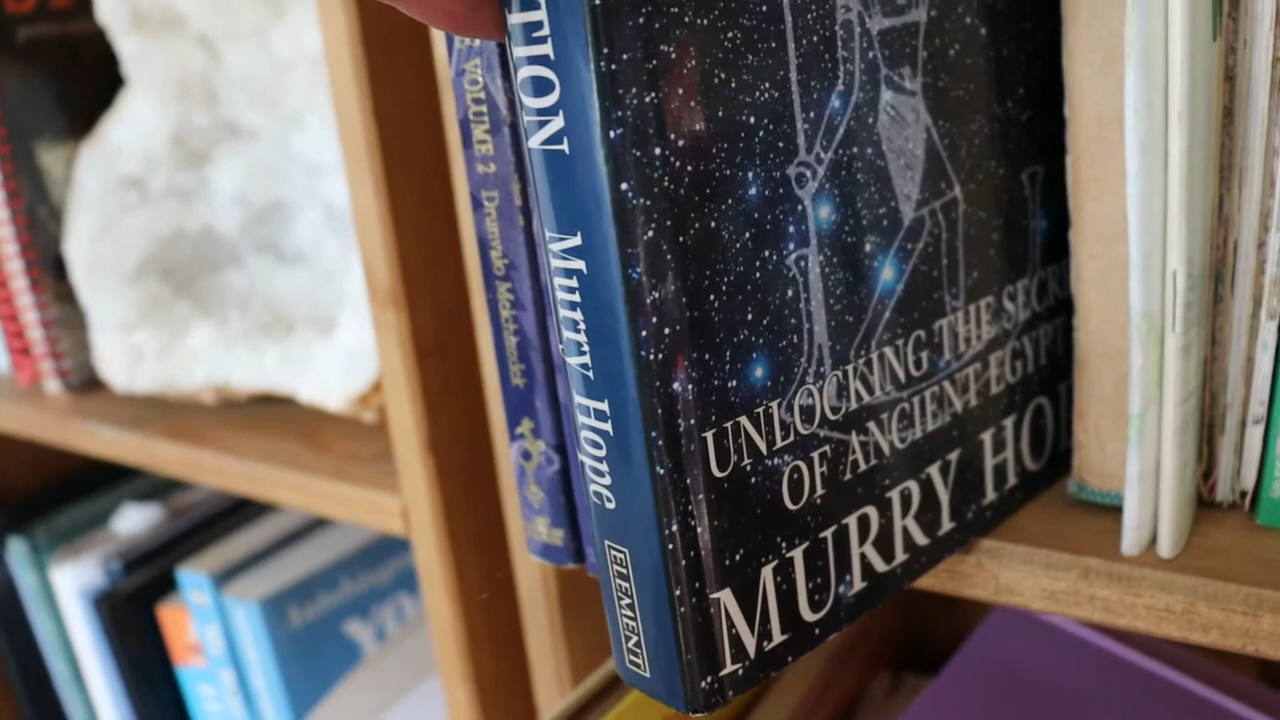 VOLUME 2 Drunvalo Melchizedek
TION Murry Hope
ELEMENT
UNLOCKING THE SECR
OF ANCIENT EGYPT
MURRY HO